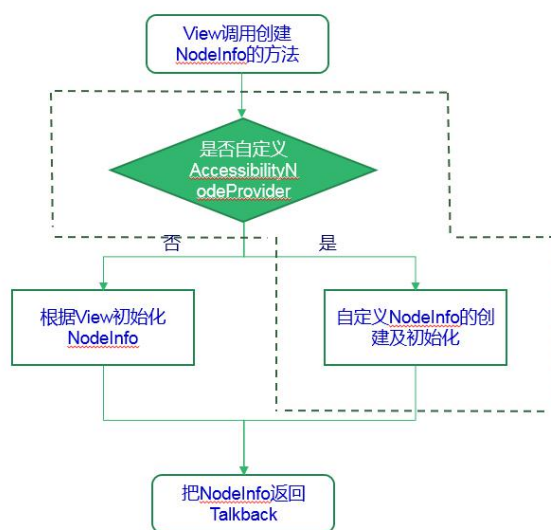 View调用创建
NodeInfo的方法
是否自定义
AccessibilityN
odeProvider
否
是
根据View初始化
NodeInfo
自定义NodeInfo的创
建及初始化
把NodeInfo返回
Talkback